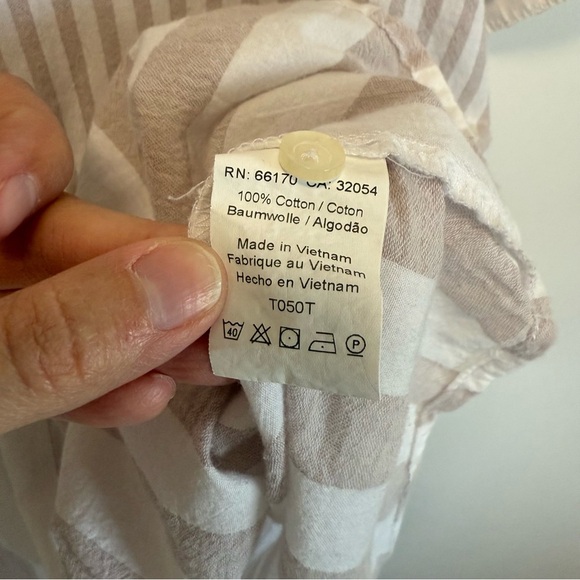 RN: 66170 CA: 32054
100% Cotton / Coton
Baumwolle / Algodão
Made in Vietnam
Fabrique au Vietnam
Hecho en Vietnam
T050T
40 P